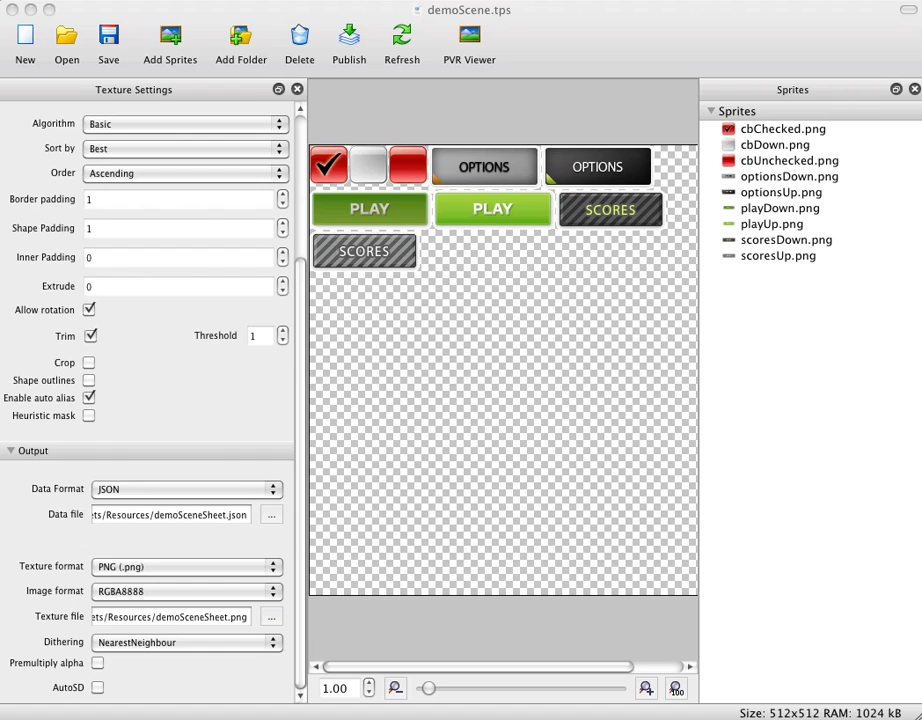 demoScene.tps
New Open Save Add Sprites Add Folder Delete Publish Refresh PVR Viewer
Texture Settings
Algorithm Basic
Sort by Best
Order Ascending
Border padding 1
Shape Padding 1
Inner Padding 0
Extrude 0
Allow rotation
Trim Threshold 1
Crop
Shape outlines
Enable auto alias
Heuristic mask
Output
Data Format JSON
Data file ets/Resources/demoSceneSheet.json ...
Texture format PNG (.png)
Image format RGBA8888
Texture file ets/Resources/demoSceneSheet.png ...
Dithering NearestNeighbour
Premultiply alpha
AutoSD
OPTIONS OPTIONS
PLAY PLAY SCORES
SCORES
1.00
100
Sprites
Sprites
cbChecked.png
cbDown.png
cbUnchecked.png
optionsDown.png
optionsUp.png
playDown.png
playUp.png
scoresDown.png
scoresUp.png
Size: 512x512 RAM: 1024 kB